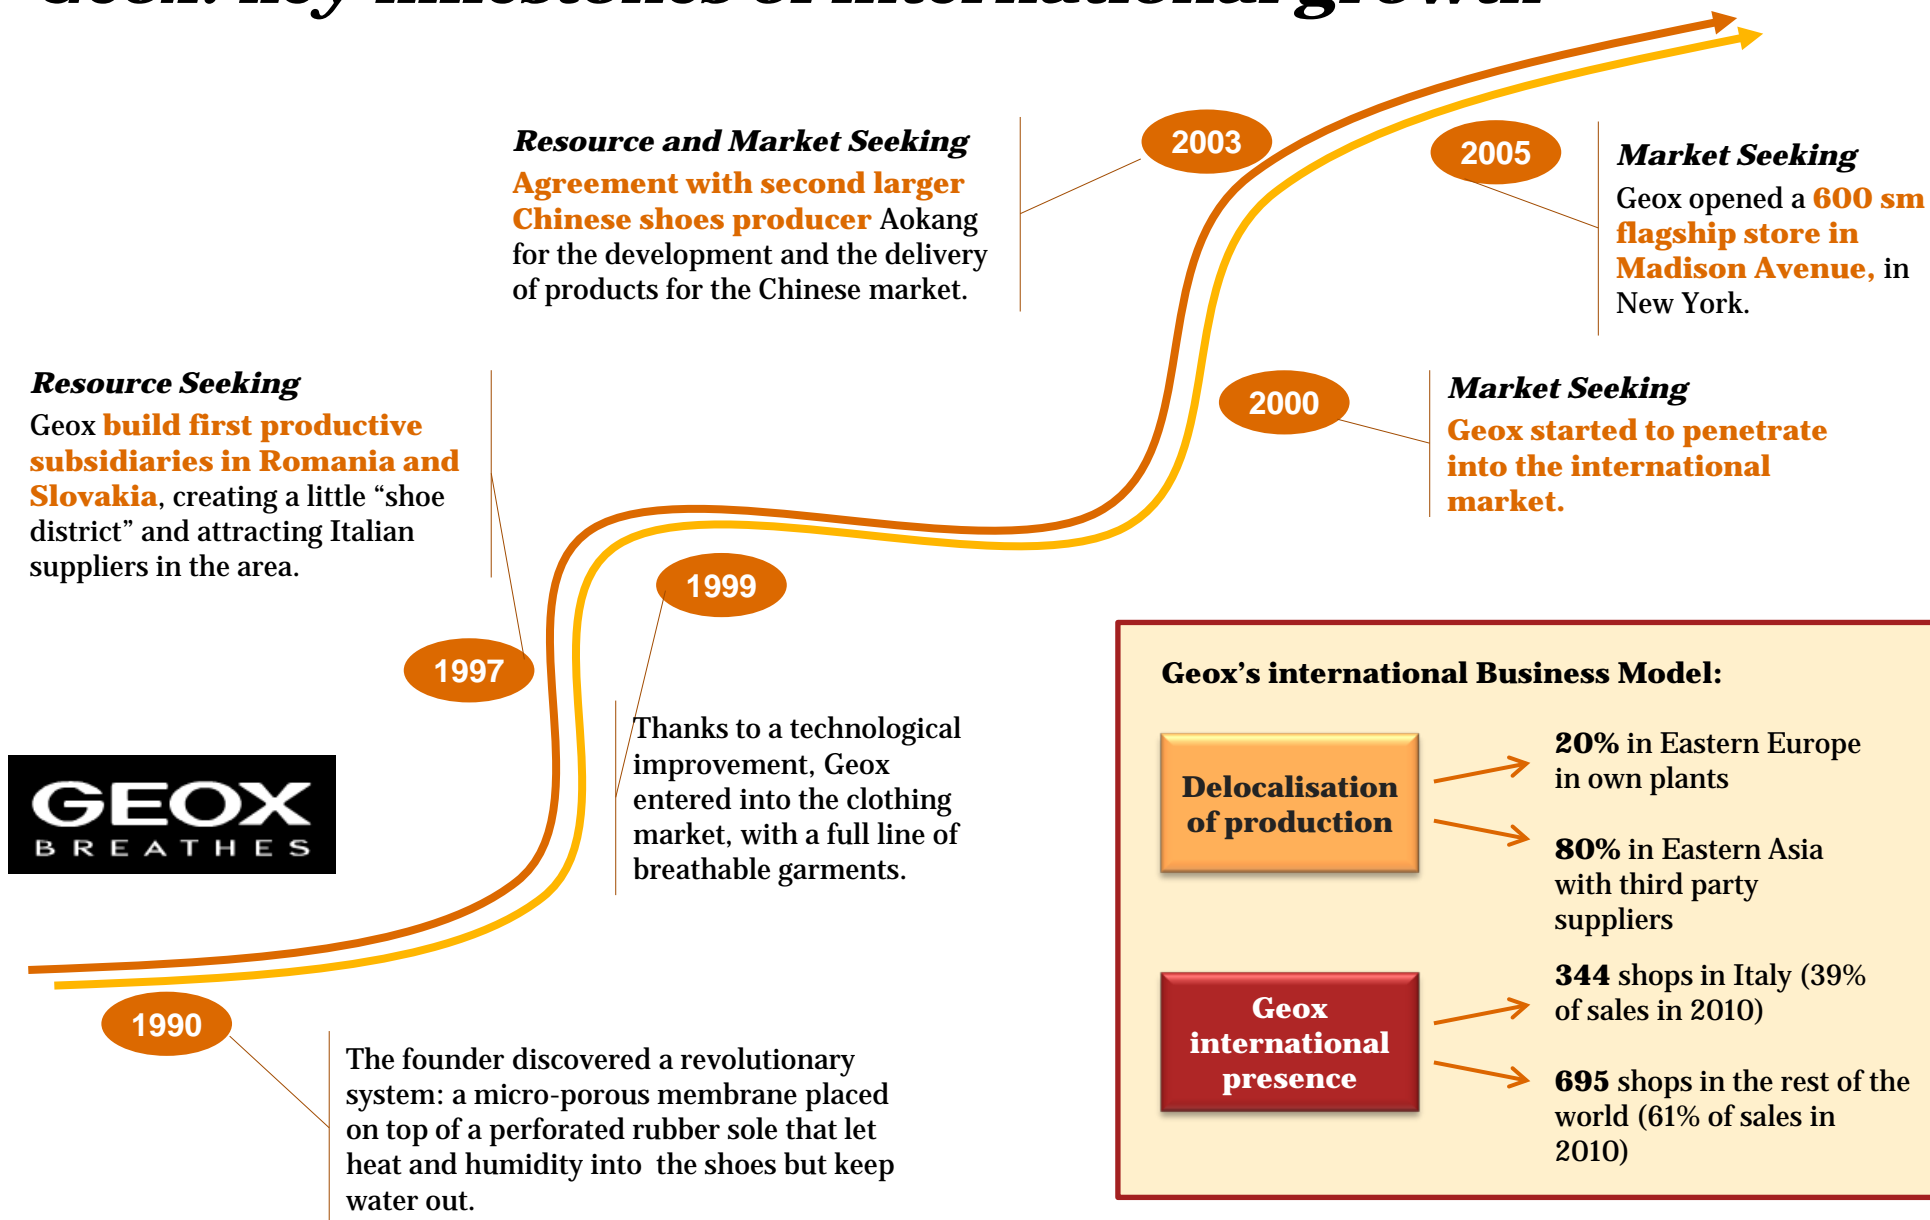 Geox: key milestones of international growth
2003
2005
Resource and Market Seeking
Agreement with second larger
Chinese shoes producer Aokang
for the development and the delivery
of products for the Chinese market.
Market Seeking
Geox opened a 600 sm
flagship store in
Madison Avenue, in
New York.
Resource Seeking
Geox build first productive
subsidiaries in Romania and
Slovakia, creating a little “shoe
district” and attracting Italian
suppliers in the area.
2000
Market Seeking
Geox started to penetrate
into the international
market.
1999
1997
Thanks to a technological
improvement, Geox
entered into the clothing
market, with a full line of
breathable garments.
GEOX
BREATHES
1990
The founder discovered a revolutionary
system: a micro-porous membrane placed
on top of a perforated rubber sole that let
heat and humidity into  the shoes but keep
water out.
Geox’s international Business Model:
Delocalisation
of production
20% in Eastern Europe
in own plants
80% in Eastern Asia
with third party
suppliers
Geox
international
presence
344 shops in Italy (39%
of sales in 2010)
695 shops in the rest of the
world (61% of sales in
2010)